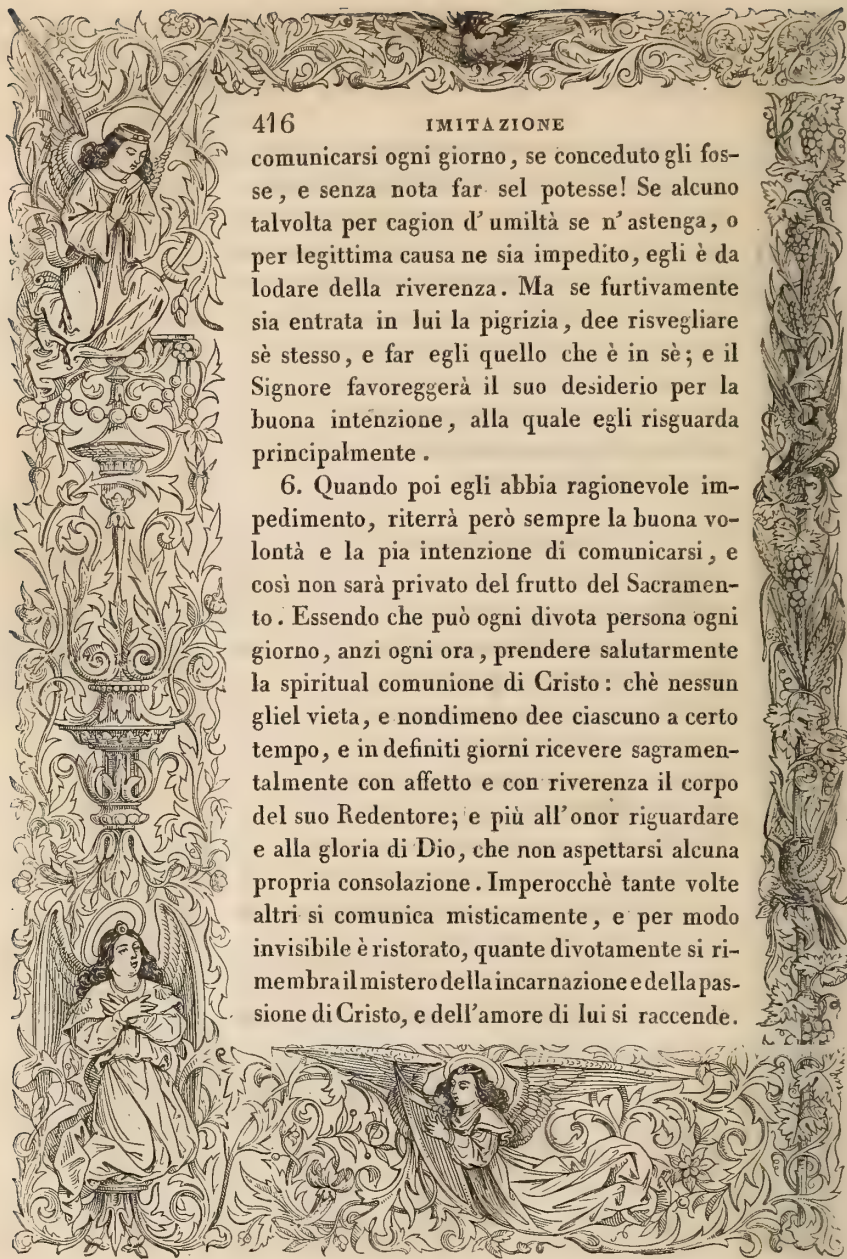 416 IMITAZIONE
comunicarsi ogni giorno, se conceduto gli fos-
se, e senza nota far sel potesse! Se alcuno
talvolta per cagion d'umiltà se n'astenga, o
per legittima causa ne sia impedito, egli è da
lodare della riverenza. Ma se furtivamente
sia entrata in lui la pigrizia, dee risvegliare
sè stesso, e far egli quello che è in sè; e il
Signore favoreggerà il suo desiderio per la
buona intenzione, alla quale egli risguarda
principalmente.
6. Quando poi egli abbia ragionevole im-
pedimento, riterrà però sempre la buona vo-
lontà e la pia intenzione di comunicarsi, e
così non sarà privato del frutto del Sacramen-
to. Essendo che può ogni divota persona ogni
giorno, anzi ogni ora, prendere salutarmente
la spiritual comunione di Cristo: chè nessun
gliel vieta, e nondimeno dee ciascuno a certo
tempo, e in definiti giorni ricevere sagramen-
talmente con affetto e con riverenza il corpo
del suo Redentore; e più all'onor riguardare
e alla gloria di Dio, che non aspettarsi alcuna
propria consolazione. Imperocchè tante volte
altri si comunica misticamente, e per modo
invisibile è ristorato, quante divotamente si ri-
membra il mistero della incarnazione e della pas-
sione di Cristo, e dell'amore di lui si raccende.